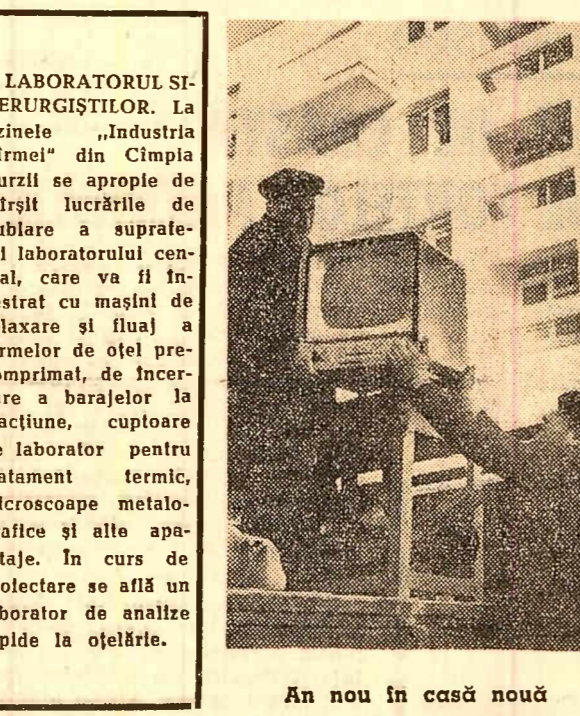 LABORATORUL SI-
ERURGIŞTILOR. La
zinele „Industria
îrmei" din Cîmpia
urzii se apropie de
îrşit lucrările de
ublare a suprafe-
i laboratorului cen-
al, care va fi în-
estrat cu maşini de
laxare şi fluaj a
rmelor de oţel pre-
omprimat, de încer-
re a barajelor la
acţiune, cuptoare
e laborator pentru
atament termic,
icroscoape metalo-
afice şi alte apa-
taje. În curs de
oiectare se află un
borator de analize
pide la oţelărie.
An nou în casă nouă